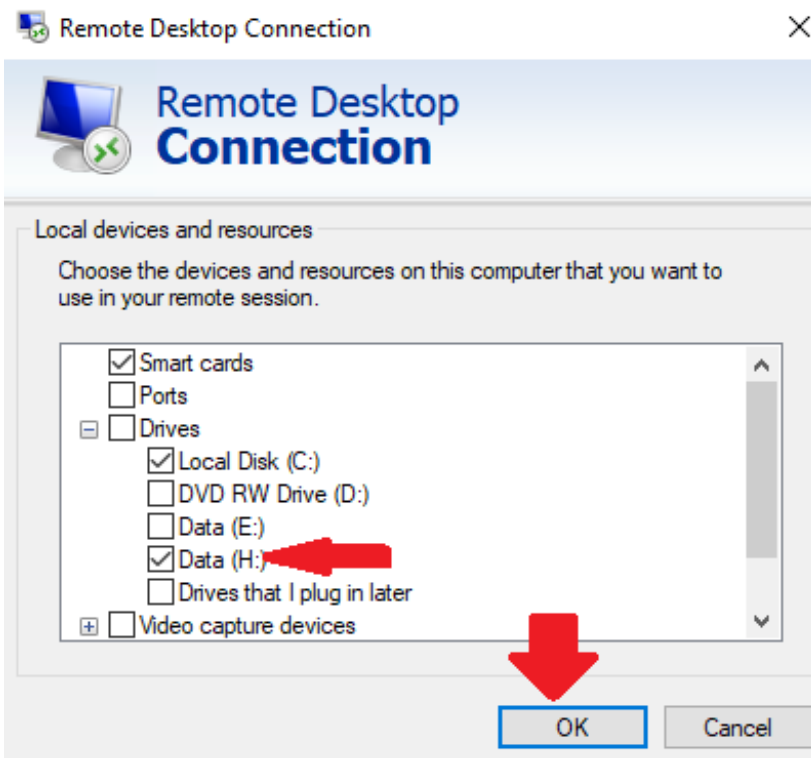 Remote Desktop Connection
Remote Desktop
Connection
Local devices and resources
Choose the devices and resources on this computer that you want to
use in your remote session.
Smart cards
Ports
Drives
Local Disk (C:)
DVD RW Drive (D:)
Data (E:)
Data (H:)
Drives that I plug in later
Video capture devices
OK Cancel